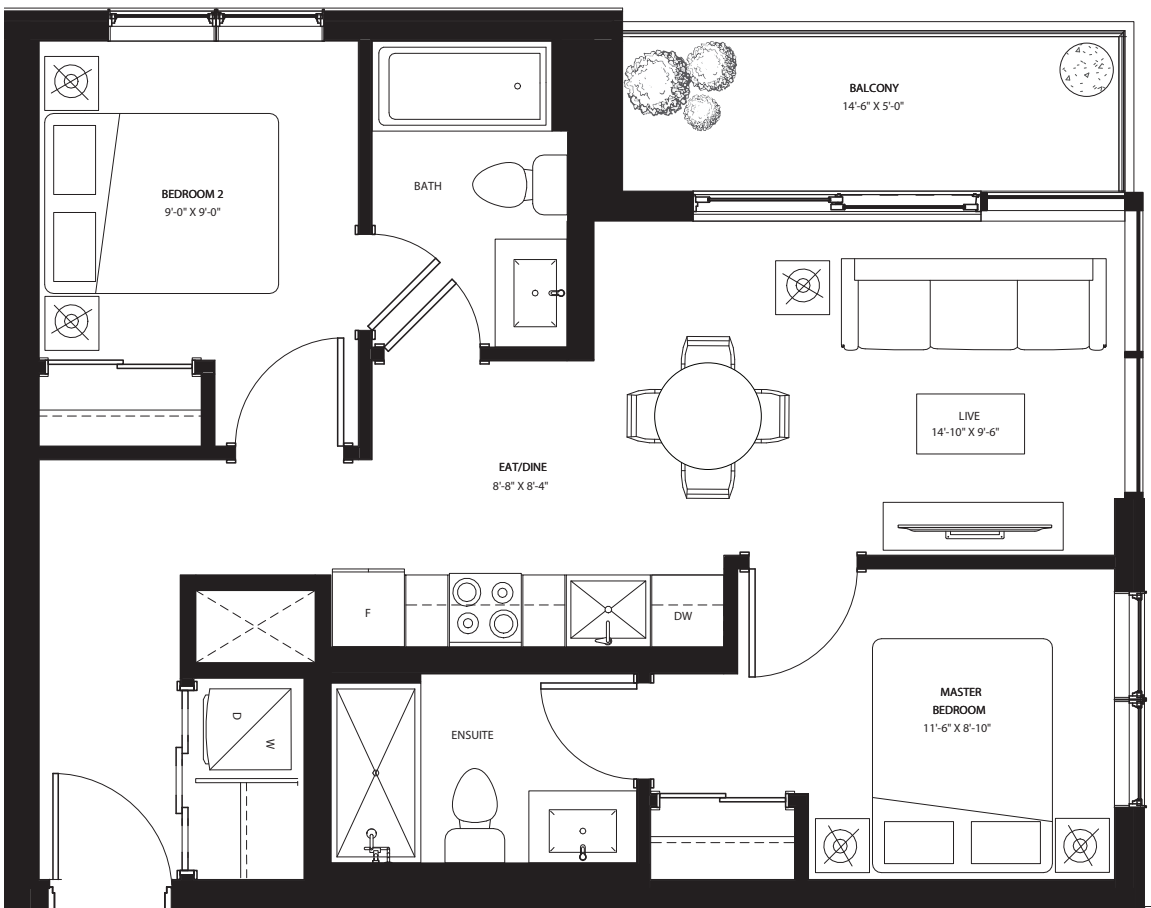 BALCONY
14'-6" X 5'-0"
BATH
BEDROOM 2
9'-0" X 9'-0"
LIVE
14'-10" X 9'-6"
EAT/DINE
8'-8" X 8'-4"
F
DW
MASTER
BEDROOM
11'-6" X 8'-10"
D
W
ENSUITE